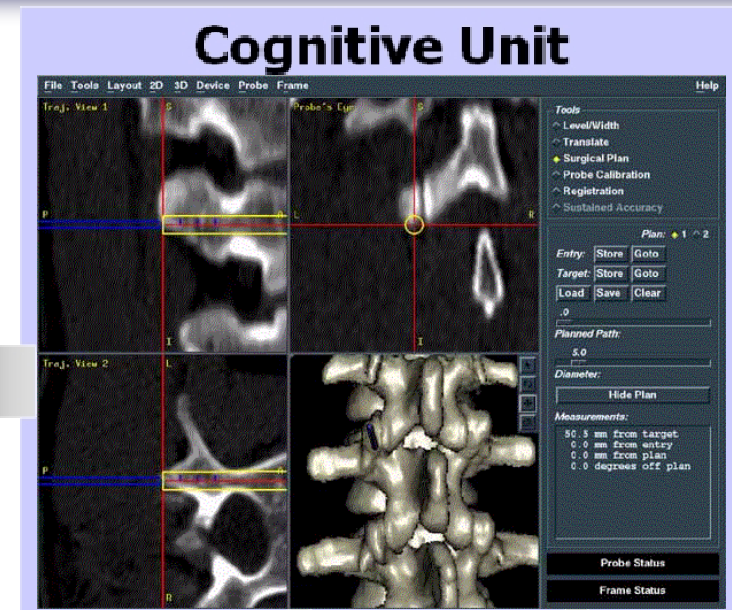 Cognitive Unit
File Tools Layout 2D 3D Device Probe Frame Help
Traj. View 1
S
P
A
I
Probe's Eye
S
L
R
I
Traj. View 2
L
P
A
R
Tools
Level/Width
Translate
Surgical Plan
Probe Calibration
Registration
Sustained Accuracy
Plan: 1 2
Entry: Store Goto
Target: Store Goto
Load Save Clear
.0
Planned Path:
5.0
Diameter:
Hide Plan
Measurements:
50.5 mm from target
0.0 mm from entry
0.0 mm from plan
0.0 degrees off plan
Probe Status
Frame Status